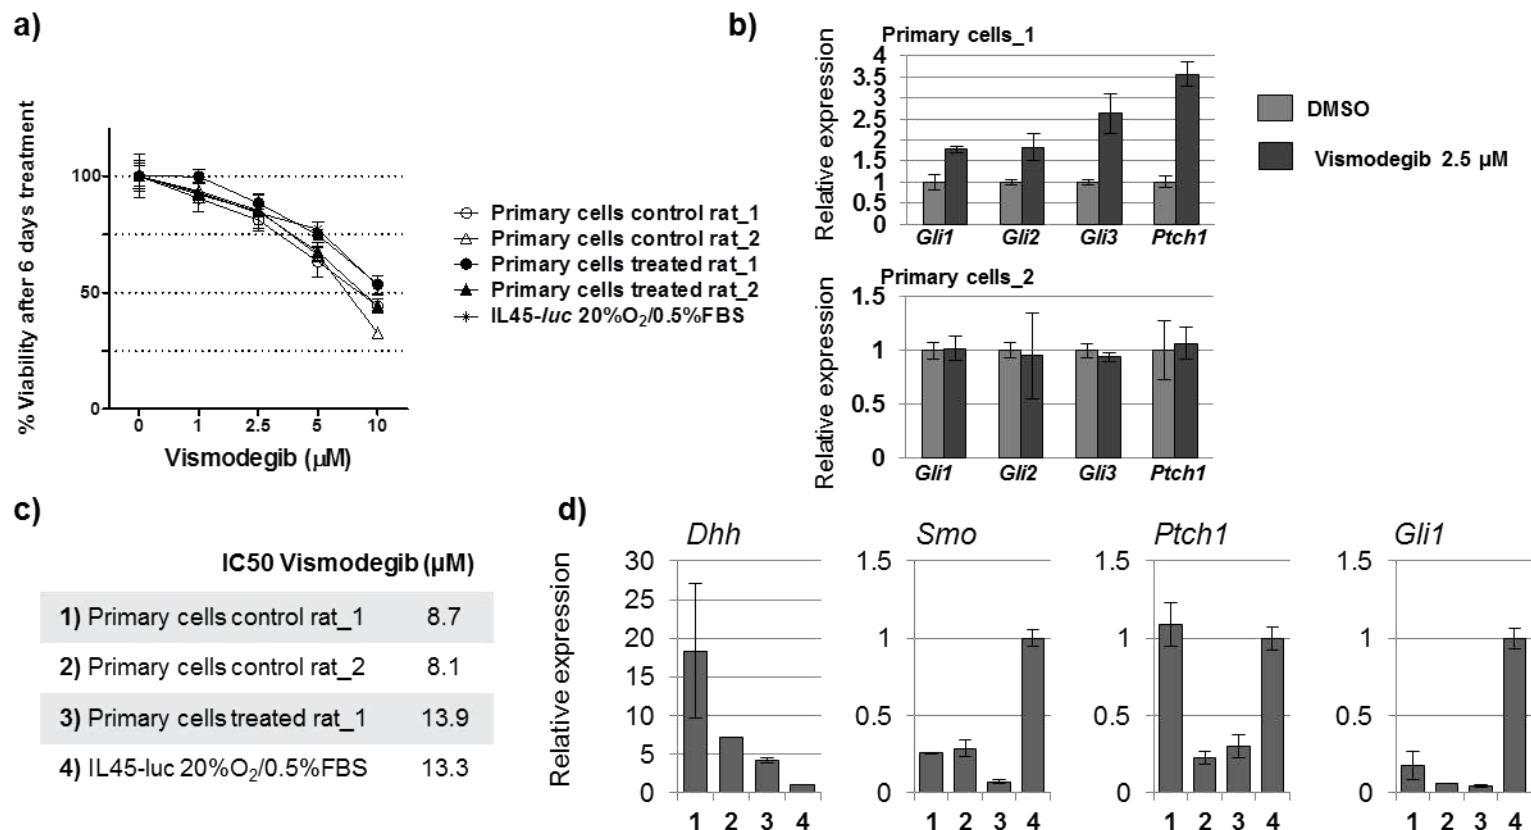 a)
% Viability after 6 days treatment
100
50
0
0 1 2.5 5 10
Vismodegib (µM)
Primary cells control rat_1
Primary cells control rat_2
Primary cells treated rat_1
Primary cells treated rat_2
IL45-luc 20%O2/0.5%FBS
b)
Primary cells_1
Relative expression
4
3.5
3
2.5
2
1.5
1
0.5
0
Gli1 Gli2 Gli3 Ptch1
DMSO
Vismodegib 2.5 µM
Primary cells_2
Relative expression
1.5
1
0.5
0
Gli1 Gli2 Gli3 Ptch1
c)
IC50 Vismodegib (µM)
1) Primary cells control rat_1 8.7
2) Primary cells control rat_2 8.1
3) Primary cells treated rat_1 13.9
4) IL45-luc 20%O2/0.5%FBS 13.3
d)
Relative expression
Dhh
30
25
20
15
10
5
0
1 2 3 4
Smo
1.5
1
0.5
0
1 2 3 4
Ptch1
1.5
1
0.5
0
1 2 3 4
Gli1
1.5
1
0.5
0
1 2 3 4